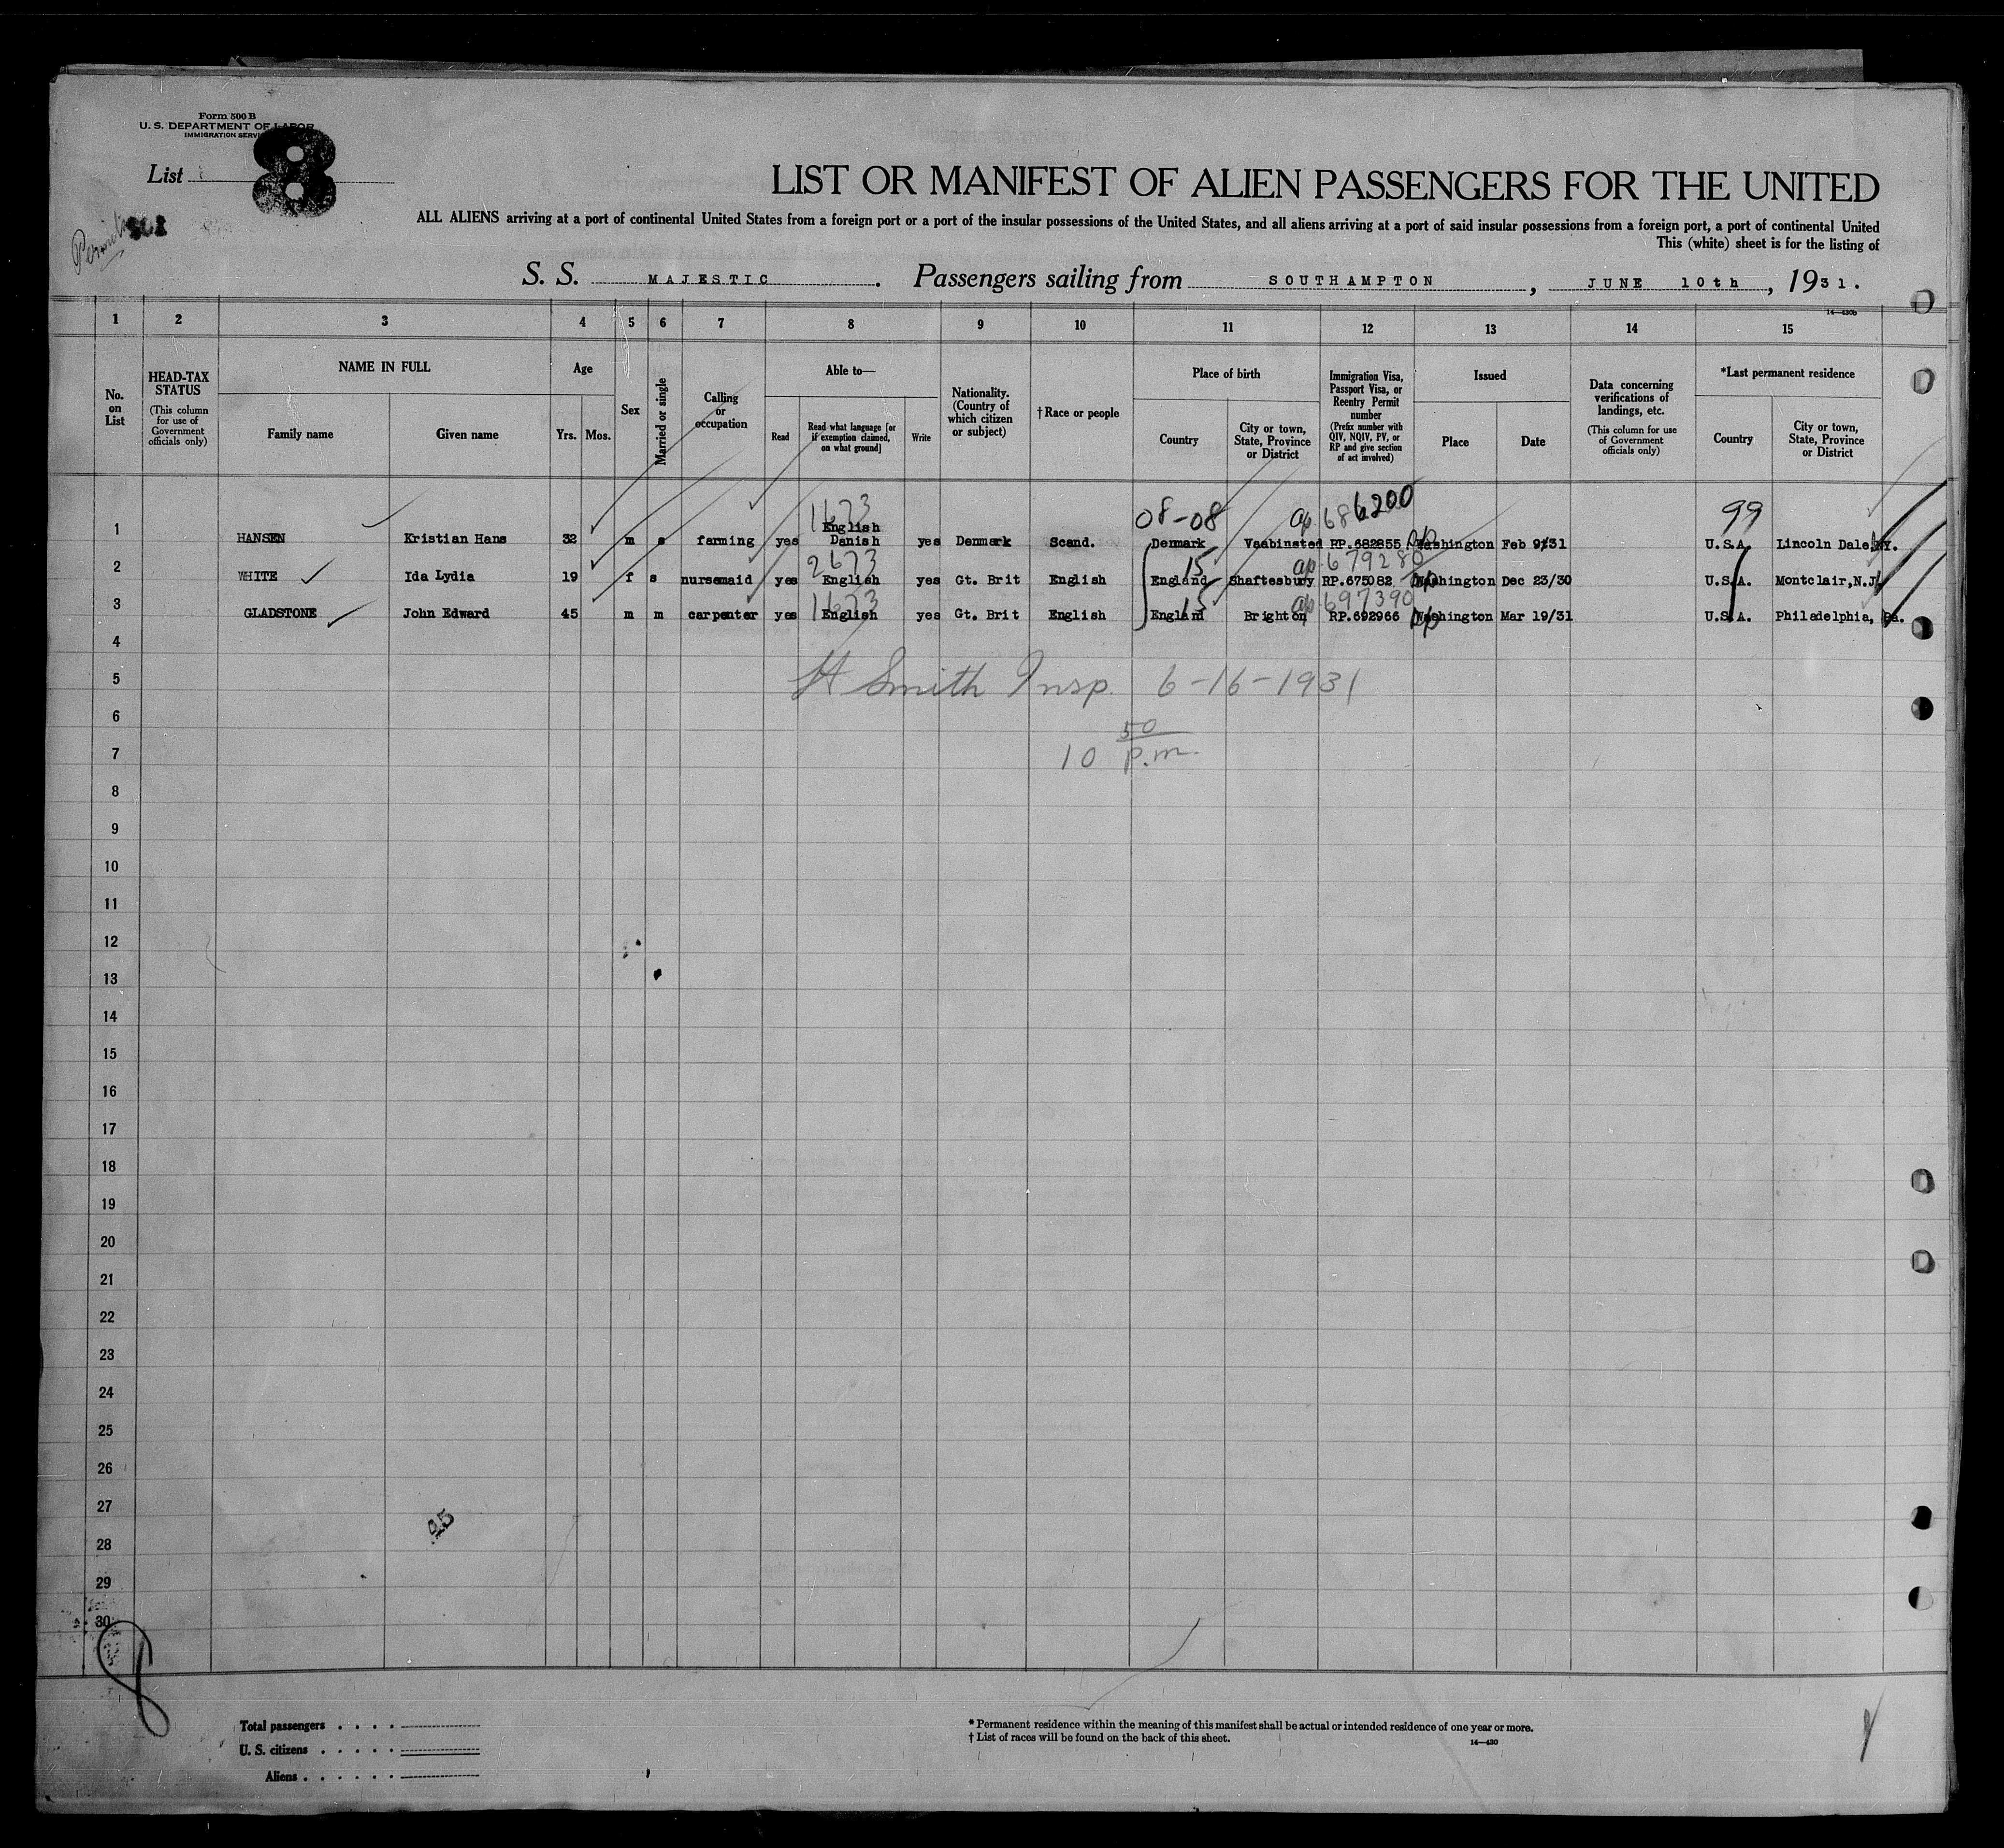 Form 500 B
U. S. DEPARTMENT OF LABOR
IMMIGRATION SERVICE
List 8
LIST OR MANIFEST OF ALIEN PASSENGERS FOR THE UNITED
ALL ALIENS arriving at a port of continental United States from a foreign port or a port of the insular possessions of the United States, and all aliens arriving at a port of said insular possessions from a foreign port, a port of continental United
This (white) sheet is for the listing of
S. S. MAJESTIC. Passengers sailing from SOUTHAMPTON, JUNE 10th, 1931.
14—430b
1 2 3 4 5 6 7 8 9 10 11 12 13 14 15
No. on List
HEAD-TAX STATUS
(This column for use of Government officials only)
NAME IN FULL
Family name
Given name
Age
Yrs. Mos.
Sex
Married or single
Calling or occupation
Able to—
Read
Read what language [or if exemption claimed, on what ground]
Write
Nationality. (Country of which citizen or subject)
†Race or people
Place of birth
Country
City or town, State, Province or District
Immigration Visa, Passport Visa, or Reentry Permit number
(Prefix number with QIV, NQIV, PV, or RP and give section of act involved)
Issued
Place
Date
Data concerning verifications of landings, etc.
(This column for use of Government officials only)
*Last permanent residence
Country
City or town, State, Province or District
1673 08-08 6200 99
1 HANSEN Kristian Hans 32 m s farming yes English Danish yes Denmark Scand. Denmark Vaabinsted RP.682855 Washington Feb 9/31 U.S.A. Lincoln Dale,NY.
2673 15 679280
2 WHITE Ida Lydia 19 f s nursemaid yes English yes Gt. Brit English England Shaftesbury RP.675082 Washington Dec 23/30 U.S.A. Montclair,N.J.
1673 15 697390
3 GLADSTONE John Edward 45 m m carpenter yes English yes Gt. Brit English England Brighton RP.692966 Washington Mar 19/31 U.S.A. Philadelphia, Pa.
4
5 H Smith Insp. 6-16-1931
6
7 10 50 p.m.
8
9
10
11
12
13
14
15
16
17
18
19
20
21
22
23
24
25
26
27
25
28
29
30
8
Total passengers
U. S. citizens
Aliens
* Permanent residence within the meaning of this manifest shall be actual or intended residence of one year or more.
† List of races will be found on the back of this sheet.
14—430